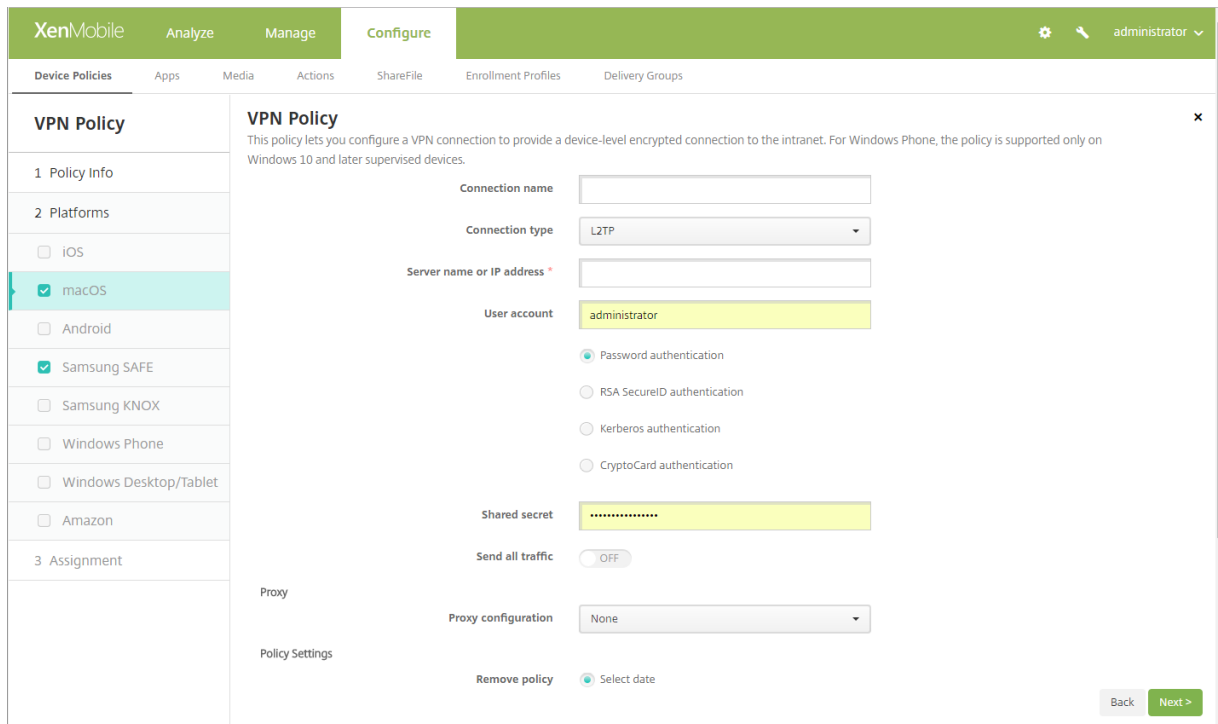 XenMobile Analyze Manage Configure administrator
Device Policies Apps Media Actions ShareFile Enrollment Profiles Delivery Groups
VPN Policy
1 Policy Info
2 Platforms
iOS
macOS
Android
Samsung SAFE
Samsung KNOX
Windows Phone
Windows Desktop/Tablet
Amazon
3 Assignment
VPN Policy
This policy lets you configure a VPN connection to provide a device-level encrypted connection to the intranet. For Windows Phone, the policy is supported only on
Windows 10 and later supervised devices.
Connection name
Connection type L2TP
Server name or IP address *
User account administrator
Password authentication
RSA SecureID authentication
Kerberos authentication
CryptoCard authentication
Shared secret ••••••••••••••••
Send all traffic OFF
Proxy
Proxy configuration None
Policy Settings
Remove policy Select date
Back Next >